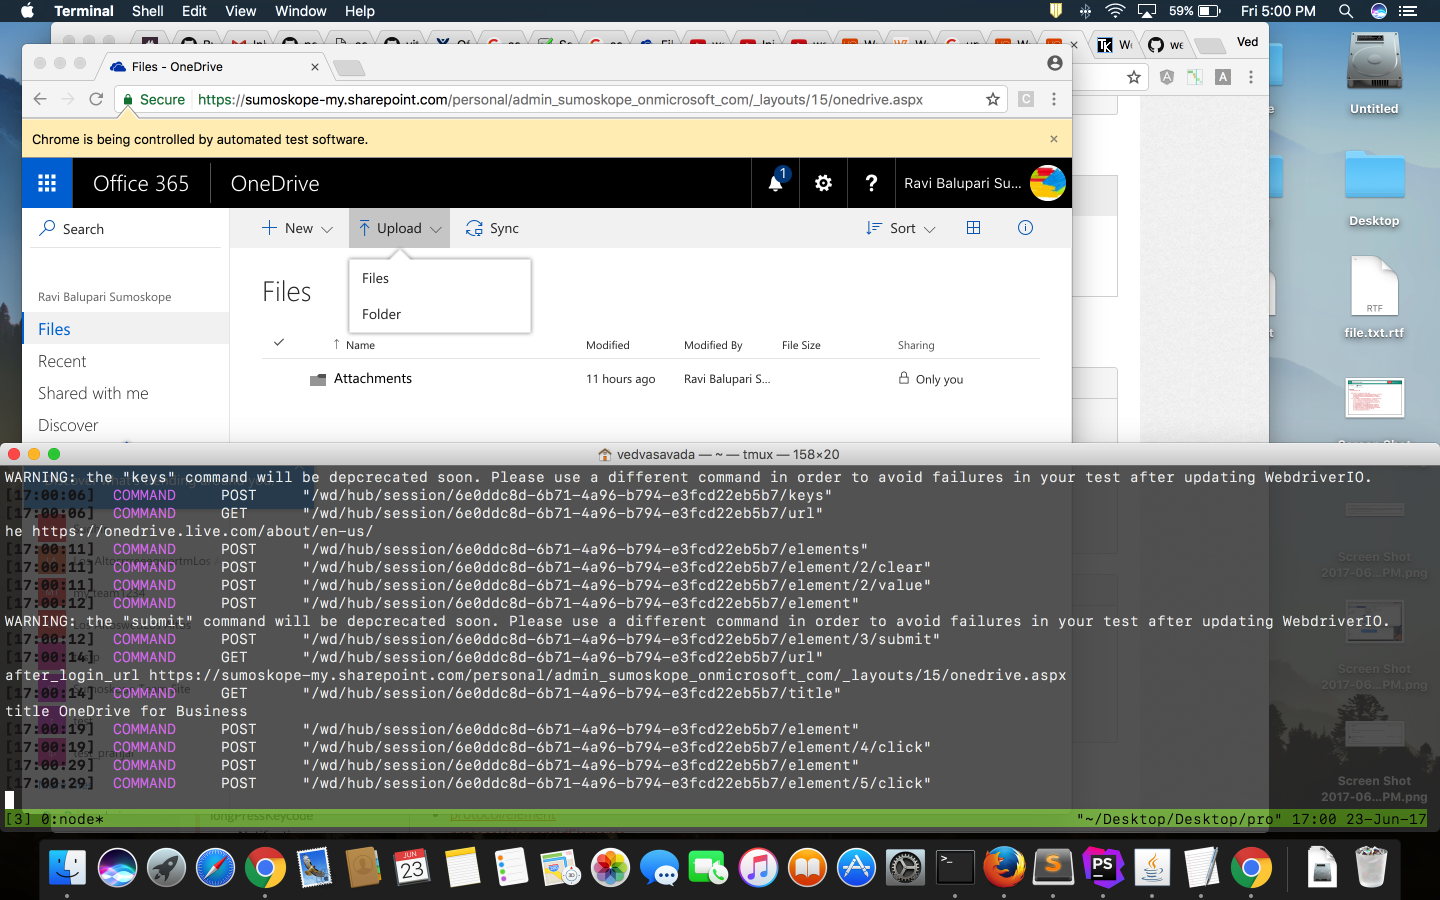 Terminal Shell Edit View Window Help
59% Fri 5:00 PM
Ved
Files - OneDrive
Secure https://sumoskope-my.sharepoint.com/personal/admin_sumoskope_onmicrosoft_com/_layouts/15/onedrive.aspx
Chrome is being controlled by automated test software.
Office 365 OneDrive 1 ? Ravi Balupari Su...
Search New Upload Sync Sort
Files
Folder
Files
Ravi Balupari Sumoskope
Files
Recent
Shared with me
Discover
Name Modified Modified By File Size Sharing
Attachments 11 hours ago Ravi Balupari S... Only you
Untitled
Desktop
RTF
file.txt.rtf
vedvasavada — ~ — tmux — 158×20
WARNING: the "keys" command will be depcrecated soon. Please use a different command in order to avoid failures in your test after updating WebdriverIO.
[17:00:06] COMMAND POST "/wd/hub/session/6e0ddc8d-6b71-4a96-b794-e3fcd22eb5b7/keys"
[17:00:06] COMMAND GET "/wd/hub/session/6e0ddc8d-6b71-4a96-b794-e3fcd22eb5b7/url"
he https://onedrive.live.com/about/en-us/
[17:00:11] COMMAND POST "/wd/hub/session/6e0ddc8d-6b71-4a96-b794-e3fcd22eb5b7/elements"
[17:00:11] COMMAND POST "/wd/hub/session/6e0ddc8d-6b71-4a96-b794-e3fcd22eb5b7/element/2/clear"
[17:00:11] COMMAND POST "/wd/hub/session/6e0ddc8d-6b71-4a96-b794-e3fcd22eb5b7/element/2/value"
[17:00:12] COMMAND POST "/wd/hub/session/6e0ddc8d-6b71-4a96-b794-e3fcd22eb5b7/element"
WARNING: the "submit" command will be depcrecated soon. Please use a different command in order to avoid failures in your test after updating WebdriverIO.
[17:00:12] COMMAND POST "/wd/hub/session/6e0ddc8d-6b71-4a96-b794-e3fcd22eb5b7/element/3/submit"
[17:00:14] COMMAND GET "/wd/hub/session/6e0ddc8d-6b71-4a96-b794-e3fcd22eb5b7/url"
after_login_url https://sumoskope-my.sharepoint.com/personal/admin_sumoskope_onmicrosoft_com/_layouts/15/onedrive.aspx
[17:00:14] COMMAND GET "/wd/hub/session/6e0ddc8d-6b71-4a96-b794-e3fcd22eb5b7/title"
title OneDrive for Business
[17:00:19] COMMAND POST "/wd/hub/session/6e0ddc8d-6b71-4a96-b794-e3fcd22eb5b7/element"
[17:00:19] COMMAND POST "/wd/hub/session/6e0ddc8d-6b71-4a96-b794-e3fcd22eb5b7/element/4/click"
[17:00:29] COMMAND POST "/wd/hub/session/6e0ddc8d-6b71-4a96-b794-e3fcd22eb5b7/element"
[17:00:29] COMMAND POST "/wd/hub/session/6e0ddc8d-6b71-4a96-b794-e3fcd22eb5b7/element/5/click"
[3] 0:node* "~/Desktop/Desktop/pro" 17:00 23-Jun-17
Screen Shot
2017-06...PM.png
Screen Shot
2017-06...PM.png
Screen Shot
2017-06...PM.png
longPressKeycode
JUN
23
PS